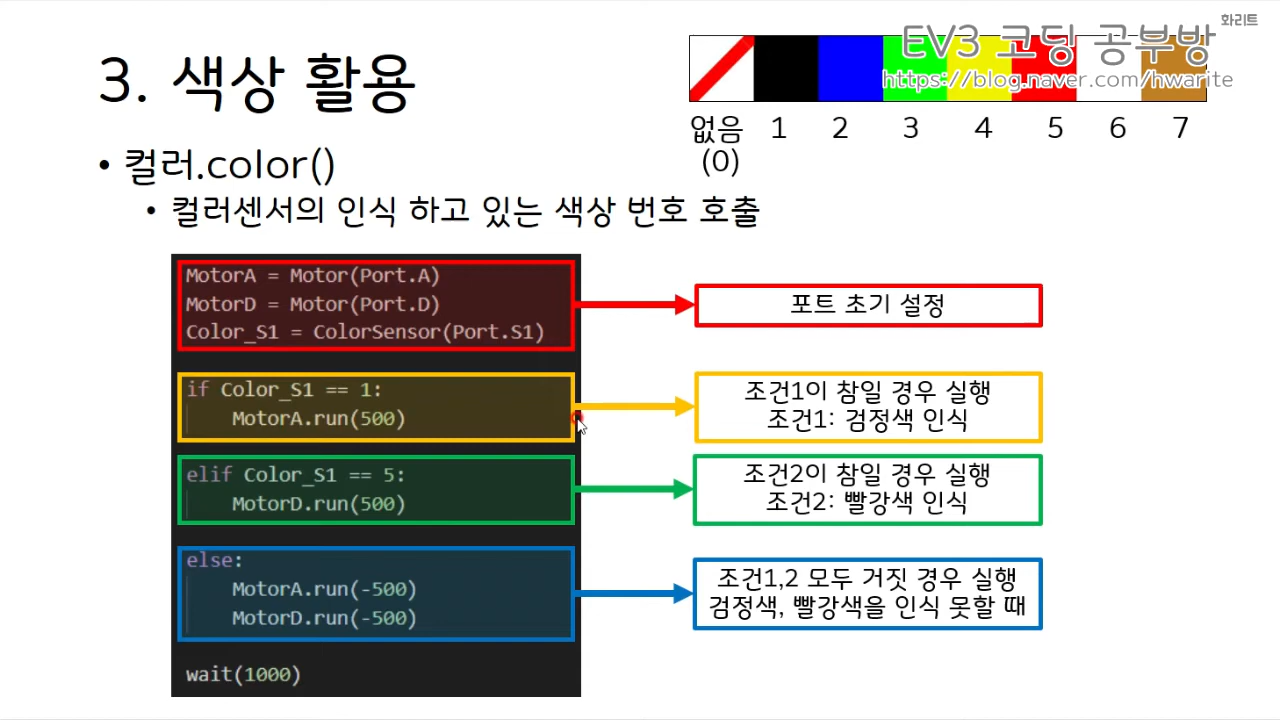 화리트
EV3 코딩 공부방
https://blog.naver.com/hwarite
3. 색상 활용
없음 1 2 3 4 5 6 7
(0)
• 컬러.color()
• 컬러센서의 인식 하고 있는 색상 번호 호출
MotorA = Motor(Port.A)
MotorD = Motor(Port.D)
Color_S1 = ColorSensor(Port.S1)
포트 초기 설정
if Color_S1 == 1:
MotorA.run(500)
조건1이 참일 경우 실행
조건1: 검정색 인식
elif Color_S1 == 5:
MotorD.run(500)
조건2이 참일 경우 실행
조건2: 빨강색 인식
else:
MotorA.run(-500)
MotorD.run(-500)
조건1,2 모두 거짓 경우 실행
검정색, 빨강색을 인식 못할 때
wait(1000)